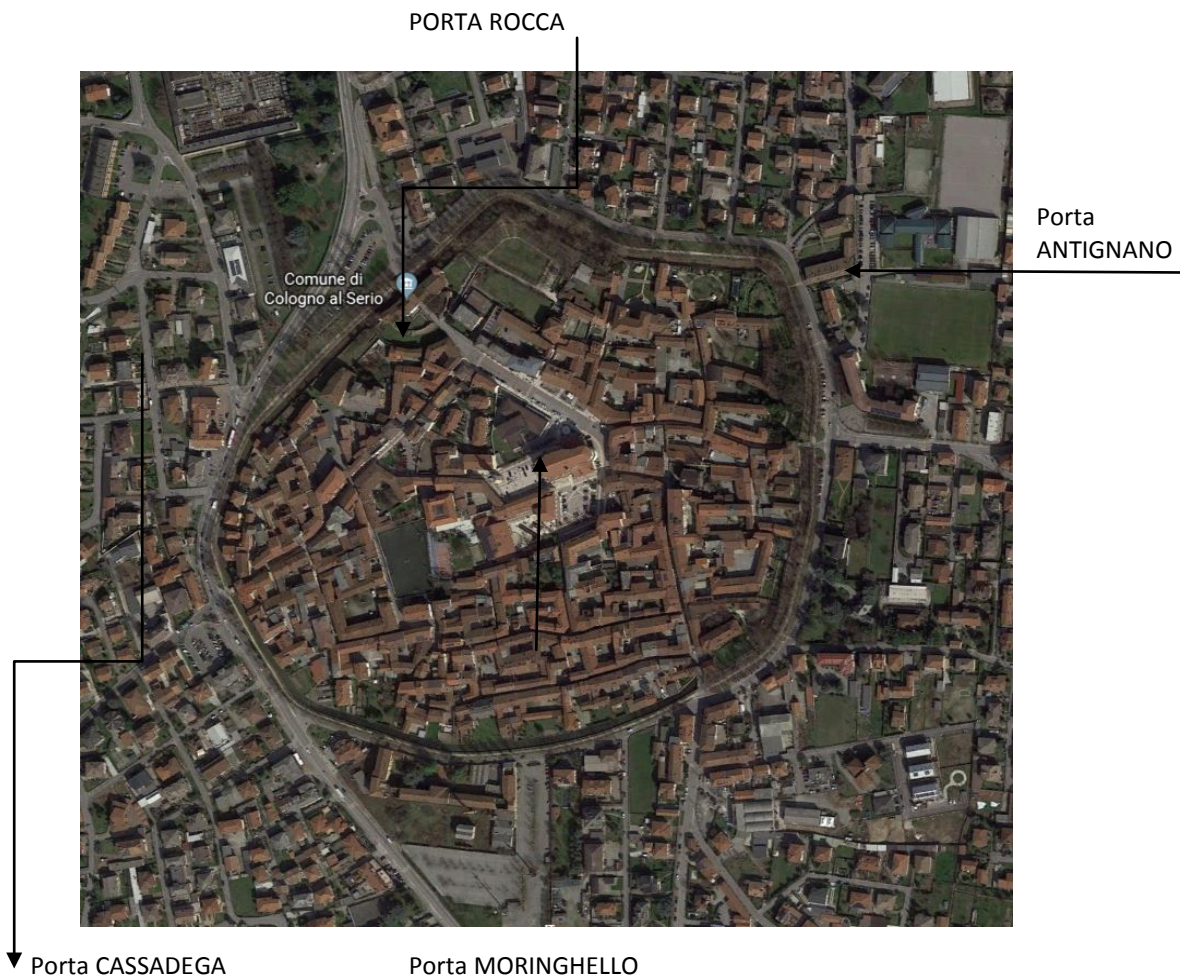 PORTA ROCCA
Porta
ANTIGNANO
Comune di
Cologno al Serio
Porta CASSADEGA
Porta MORINGHELLO